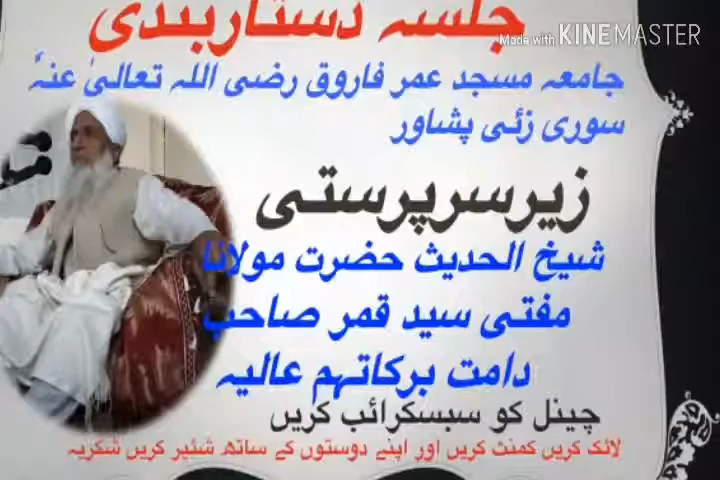 جلسہ دستاربندی
Made with KINEMASTER
جامعہ مسجد عمر فاروق رضی اللہ تعالیٰ عنہٗ
سوری زئی پشاور
زیرسرپرستی
شیخ الحدیث حضرت مولانا
مفتی سید قمر صاحب
دامت برکاتہم عالیہ
چینل کو سبسکرائب کریں
لائک کریں کمنٹ کریں اور اپنے دوستوں کے ساتھ شئیر کریں شکریہ